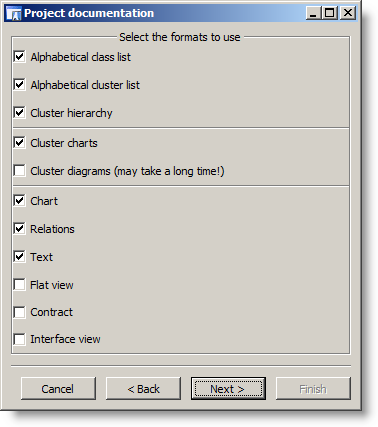 Project documentation
Select the formats to use
Alphabetical class list
Alphabetical cluster list
Cluster hierarchy
Cluster charts
Cluster diagrams (may take a long time!)
Chart
Relations
Text
Flat view
Contract
Interface view
Cancel
< Back
Next >
Finish